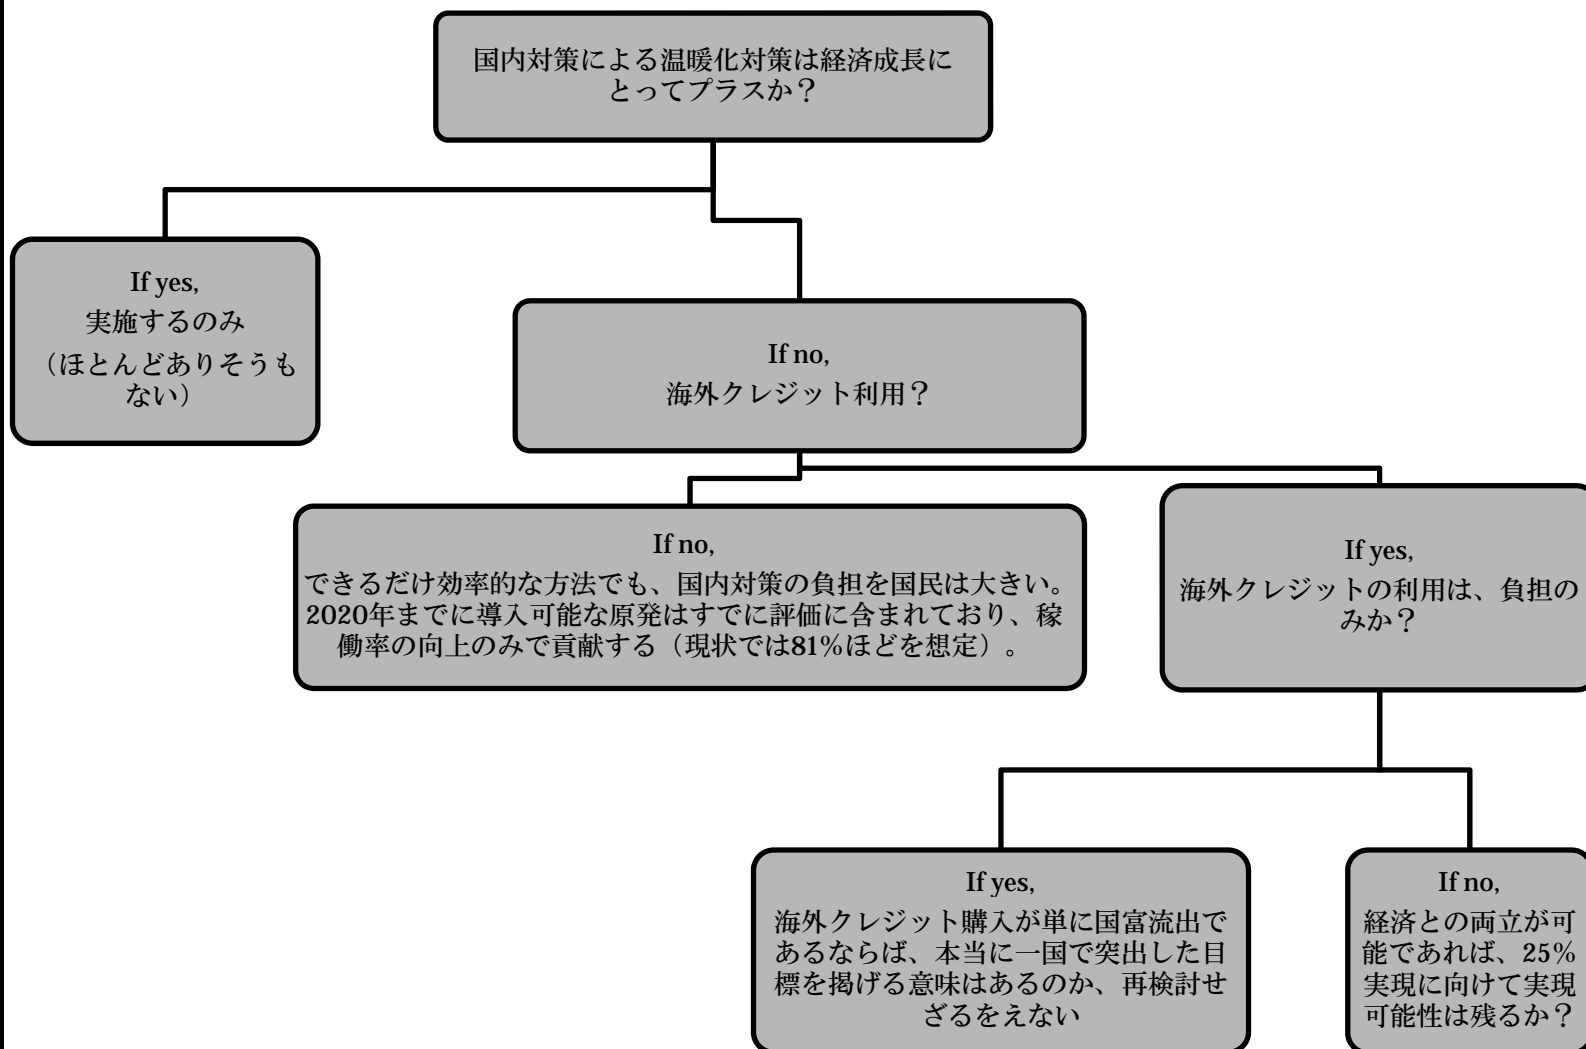 国内対策による温暖化対策は経済成長に
とってプラスか？
If yes,
実施するのみ
（ほとんどありそうも
ない）
If no,
海外クレジット利用？
If no,
できるだけ効率的な方法でも、国内対策の負担を国民は大きい。
2020年までに導入可能な原発はすでに評価に含まれており、稼
働率の向上のみで貢献する（現状では81％ほどを想定）。
If yes,
海外クレジットの利用は、負担の
みか？
If yes,
海外クレジット購入が単に国富流出で
あるならば、本当に一国で突出した目
標を掲げる意味はあるのか、再検討せ
ざるをえない
If no,
経済との両立が可
能であれば、25％
実現に向けて実現
可能性は残るか？